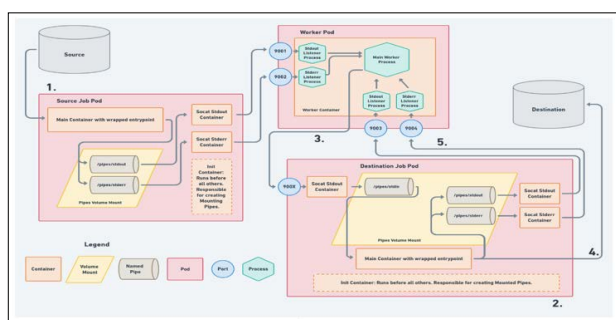 Source
1.
Source Job Pod
Main Container with wrapped entrypoint
/pipes/stdout
/pipes/stderr
Pipes Volume Mount
Socat Stdout
Container
Socat Stderr
Container
Init
Container:
Runs before
all others.
Responsible
for creating
Mounting
Pipes.
Worker Pod
9001
9002
Stdout
Listener
Process
Stderr
Listener
Process
Main Worker
Process
Stdout
Listener
Process
Stderr
Listener
Process
Worker Container
9003
9004
3.
5.
Destination
Destination Job Pod
Socat Stdout
Container
/pipes/stdin
/pipes/stdout
/pipes/stderr
Pipes Volume Mount
Socat Stdout
Container
Socat Stderr
Container
Main Container with wrapped entrypoint
4.
Init Container: Runs before all others. Responsible for creating Mounted Pipes.
2.
Legend
Container
Volume
Mount
Named
Pipe
Pod
Port
Process